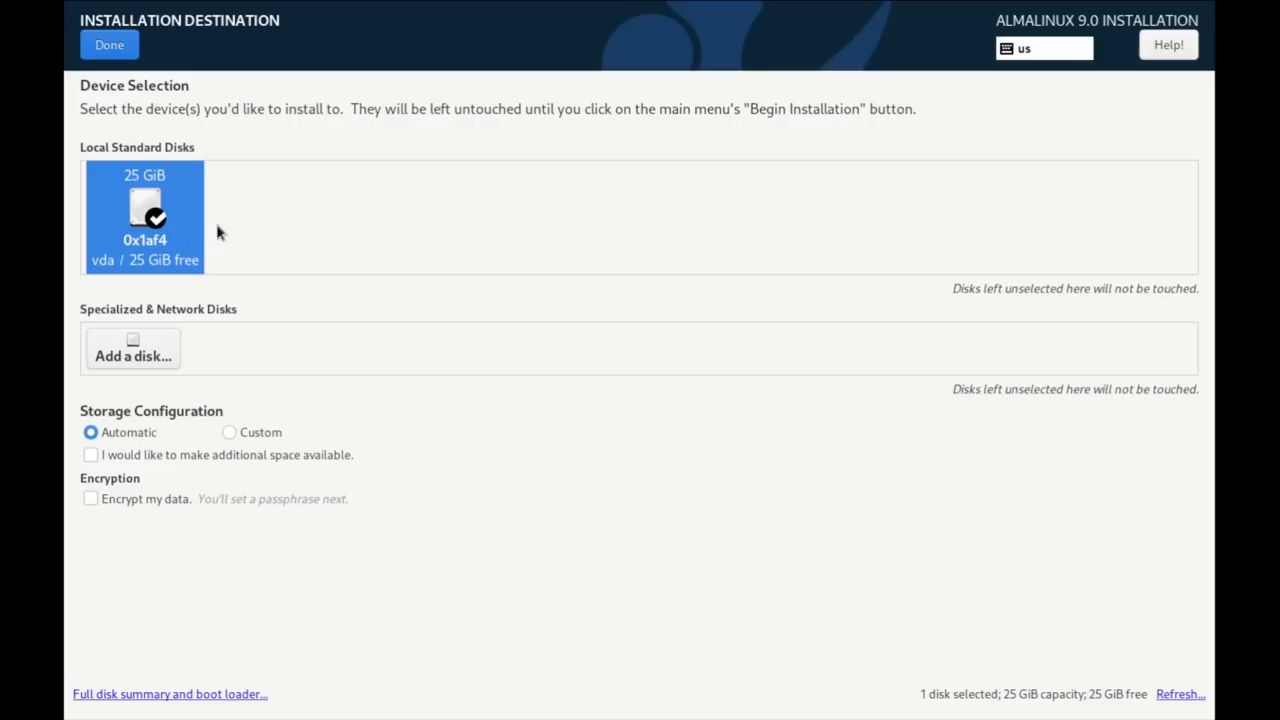 INSTALLATION DESTINATION
ALMALINUX 9.0 INSTALLATION
Done
us
Help!
Device Selection
Select the device(s) you'd like to install to.  They will be left untouched until you click on the main menu's "Begin Installation" button.
Local Standard Disks
25 GiB
0x1af4
vda / 25 GiB free
Disks left unselected here will not be touched.
Specialized & Network Disks
Add a disk...
Disks left unselected here will not be touched.
Storage Configuration
Automatic
Custom
I would like to make additional space available.
Encryption
Encrypt my data. You'll set a passphrase next.
Full disk summary and boot loader...
1 disk selected; 25 GiB capacity; 25 GiB free
Refresh...